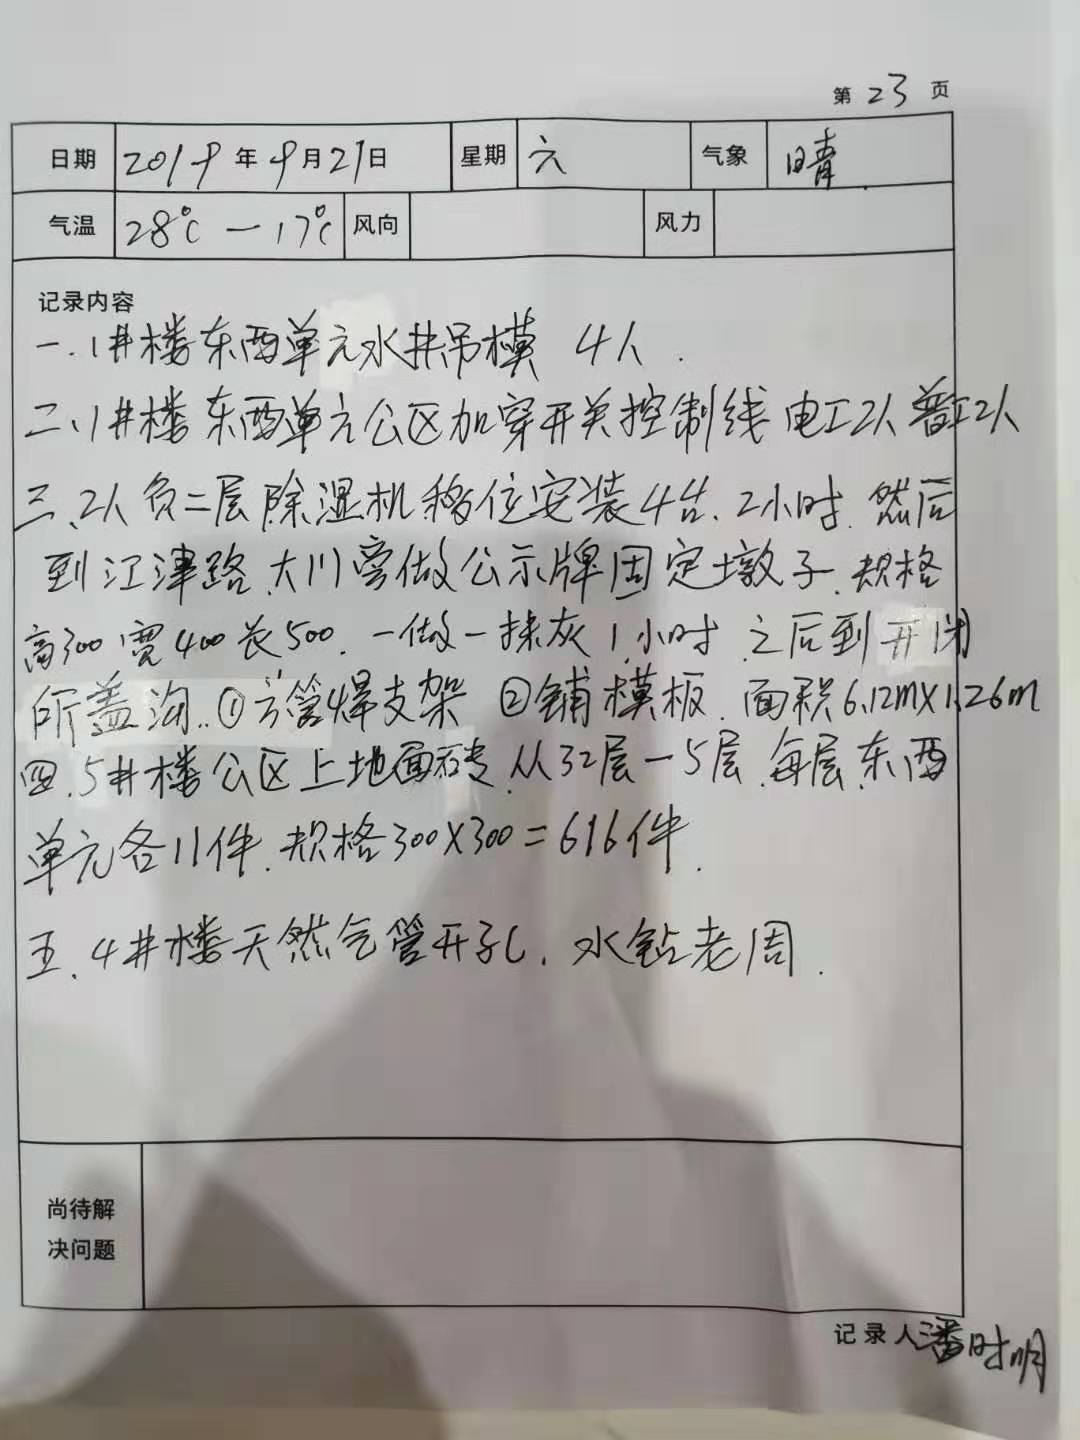 第 23 页
日期 2019 年 9 月 21 日 星期 六 气象 晴
气温 28℃ — 17℃ 风向 风力
记录内容
一.1#楼东西单元水井吊模 4人.
二.1#楼东西单元公区加穿开关控制线 电工2人 普工2人
三、2人负二层除湿机移位安装4台、2小时.然后
到江津路、大川旁做公示牌固定墩子.规格
高300宽400长500.一做一抹灰1小时.之后到开闭
所盖沟..①方管焊支架 ②铺模板.面积6.12m×1.26m
四.5#楼公区上地面砖.从32层—5层.每层.东西
单元各11件.规格300×300=616件.
五.4#楼天然气管开孔.水钻老周.
尚待解
决问题
记录人潘时明